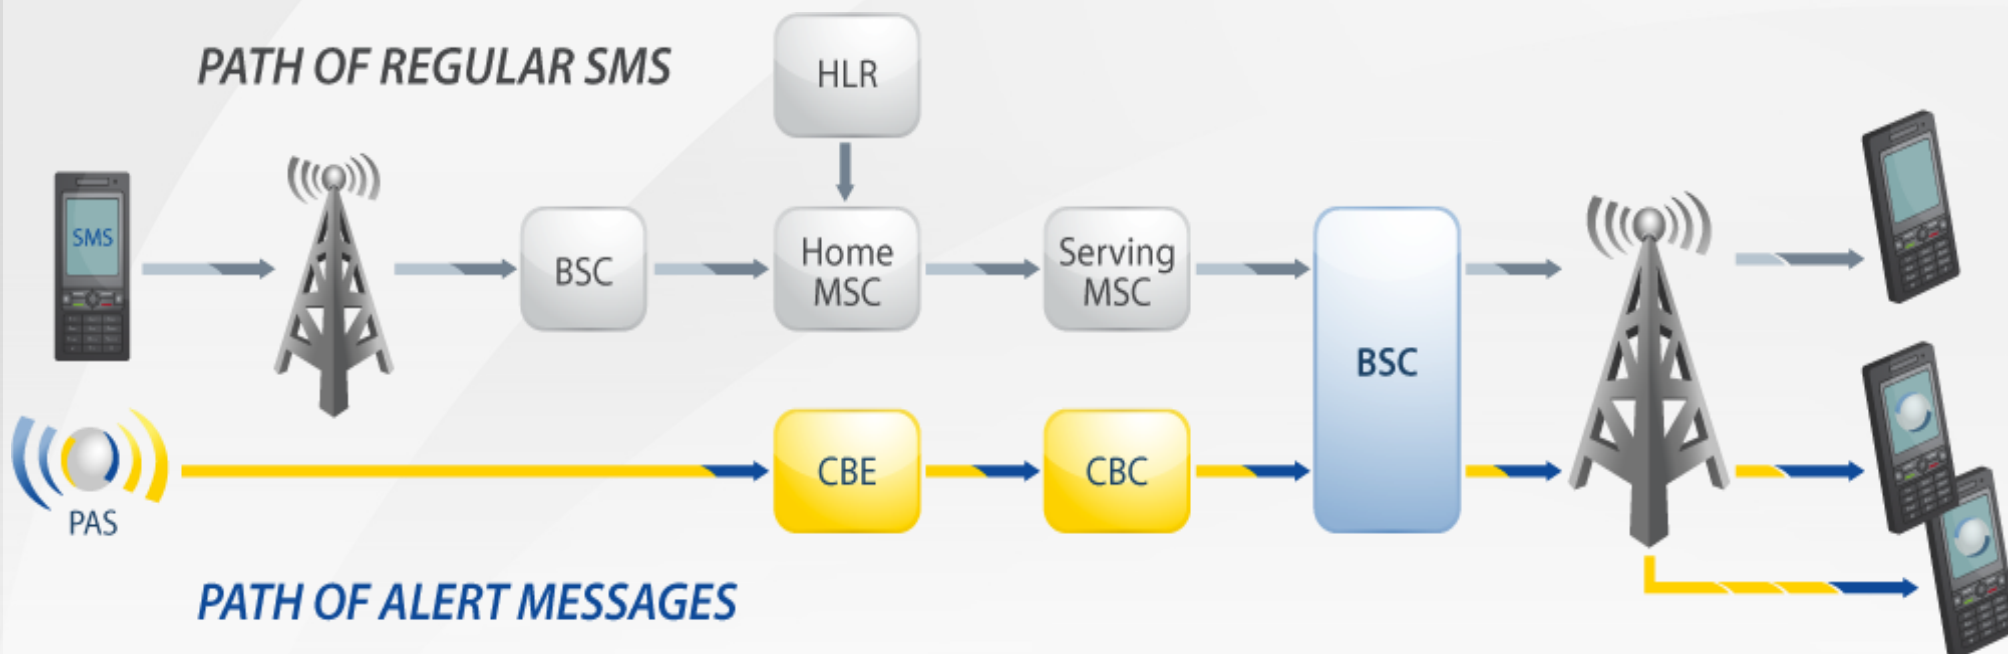 PATH OF REGULAR SMS
HLR
SMS
BSC
Home
MSC
Serving
MSC
BSC
PAS
CBE
CBC
PATH OF ALERT MESSAGES